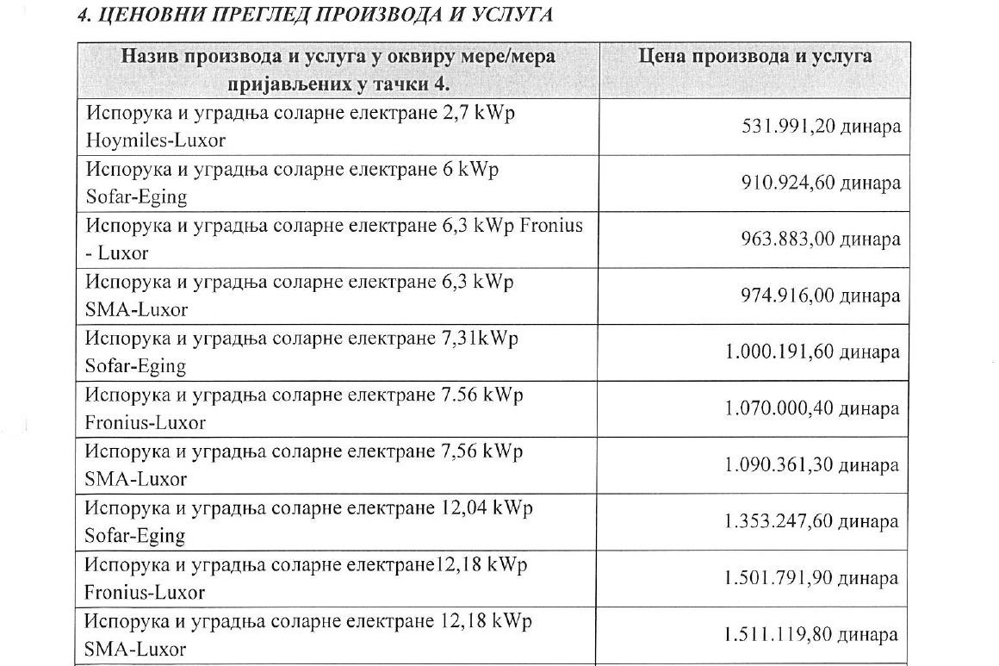 4. ЦЕНОВНИ ПРЕГЛЕД ПРОИЗВОДА И УСЛУГА
Назив производа и услуга у оквиру мере/мера
пријављених у тачки 4.
Цена производа и услуга
Испорука и уградња соларне електране 2,7 kWp
Hoymiles-Luxor
531.991,20 динара
Испорука и уградња соларне електране 6 kWp
Sofar-Eging
910.924,60 динара
Испорука и уградња соларне електране 6,3 kWp Fronius
- Luxor
963.883,00 динара
Испорука и уградња соларне електране 6,3 kWp
SMA-Luxor
974.916,00 динара
Испорука и уградња соларне електране 7,31kWp
Sofar-Eging
1.000.191,60 динара
Испорука и уградња соларне електране 7.56 kWp
Fronius-Luxor
1.070.000,40 динара
Испорука и уградња соларне електране 7,56 kWp
SMA-Luxor
1.090.361,30 динара
Испорука и уградња соларне електране 12,04 kWp
Sofar-Eging
1.353.247,60 динара
Испорука и уградња соларне електране12,18 kWp
Fronius-Luxor
1.501.791,90 динара
Испорука и уградња соларне електране 12,18 kWp
SMA-Luxor
1.511.119,80 динара